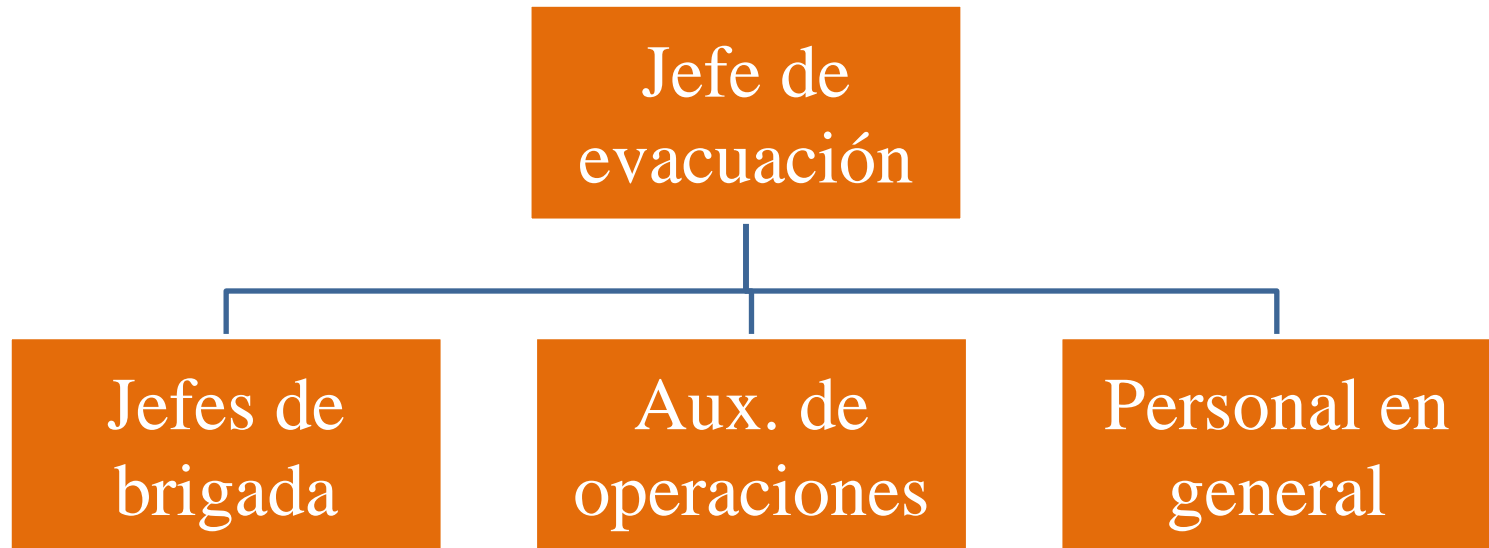 Jefe de
evacuación
Jefes de
brigada
Aux. de
operaciones
Personal en
general